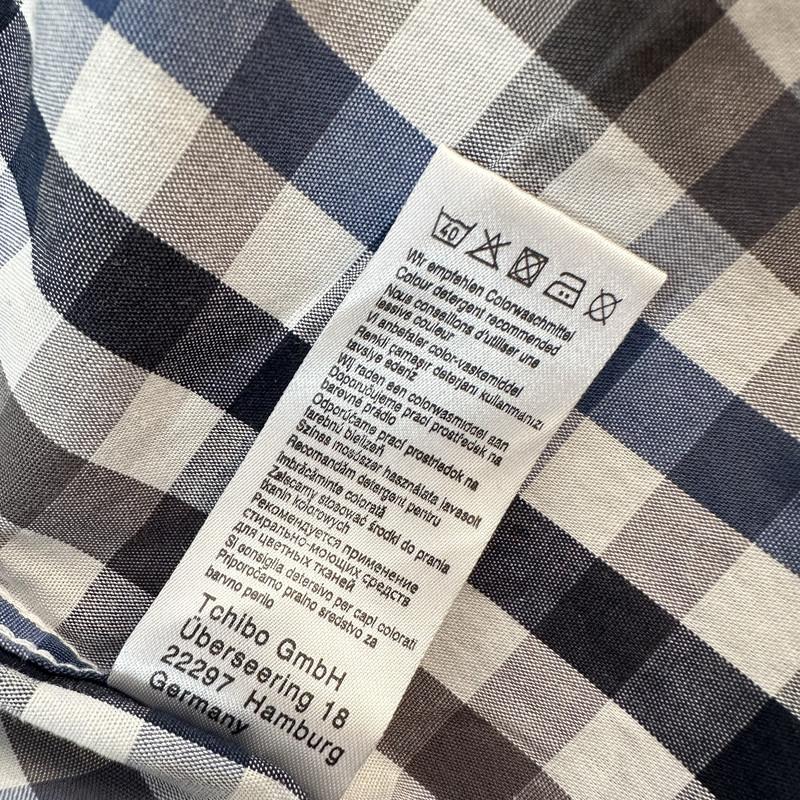 40
Wir empfehlen Colorwaschmittel
Colour detergent recommended
Nous conseillons d'utiliser une
lessive couleur
Vi anbefaler color-vaskemiddel
Renkli çamaşır deterjanı kullanmanızı
tavsiye ederiz
Wij raden een colorwasmiddel aan
Doporučujeme prací prostředek na
barevné prádlo
Odporúčame prací prostriedok na
farebnú bielizeň
Színes mosószer használata javasolt
Recomandăm detergent pentru
îmbrăcăminte colorată
Zalecamy stosować środki do prania
tkanin kolorowych
Рекомендуется применение
стирально-моющих средств
для цветных тканей
Si consiglia detersivo per capi colorati
Priporočamo pralno sredstvo za
barvno perilo
Tchibo GmbH
Überseering 18
22297 Hamburg
Germany